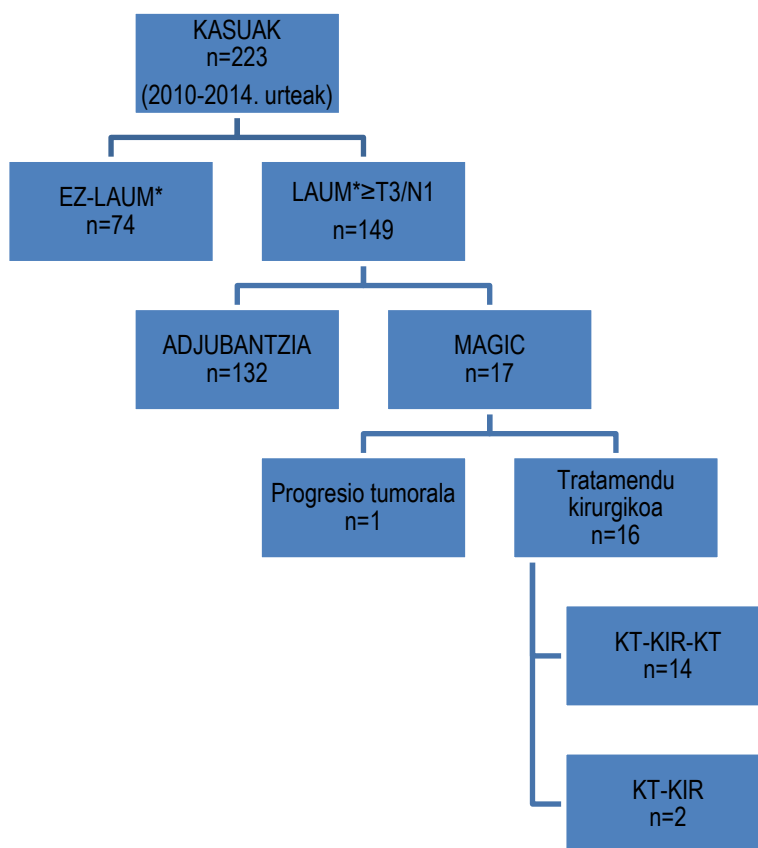 KASUAK
n=223
(2010-2014. urteak)
EZ-LAUM*
n=74
LAUM*≥T3/N1
n=149
ADJUBANTZIA
n=132
MAGIC
n=17
Progresio tumorala
n=1
Tratamendu
kirurgikoa
n=16
KT-KIR-KT
n=14
KT-KIR
n=2